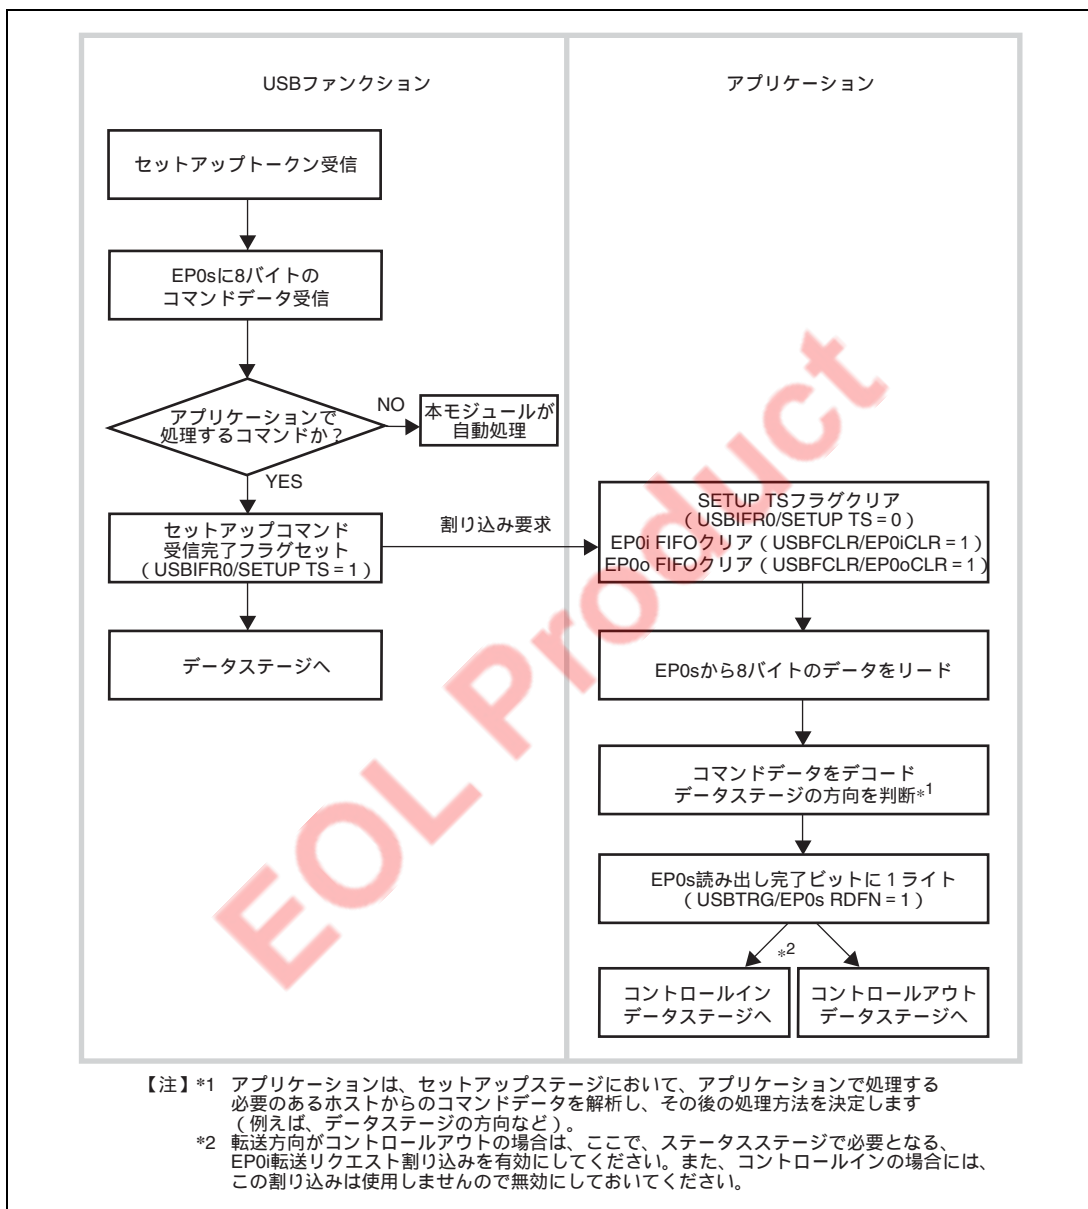 USBファンクション
アプリケーション
セットアップトークン受信
EP0sに8バイトの
コマンドデータ受信
アプリケーションで
処理するコマンドか？
NO
本モジュールが
自動処理
YES
セットアップコマンド
受信完了フラグセット
（USBIFR0/SETUP TS = 1）
割り込み要求
データステージへ
SETUP TSフラグクリア
（USBIFR0/SETUP TS = 0）
EP0i FIFOクリア（USBFCLR/EP0iCLR = 1）
EP0o FIFOクリア（USBFCLR/EP0oCLR = 1）
EP0sから8バイトのデータをリード
コマンドデータをデコード
データステージの方向を判断*1
EP0s読み出し完了ビットに１ライト
（USBTRG/EP0s RDFN = 1）
*2
コントロールイン
データステージへ
コントロールアウト
データステージへ
EOL Product
【注】*1 アプリケーションは、セットアップステージにおいて、アプリケーションで処理する
必要のあるホストからのコマンドデータを解析し、その後の処理方法を決定します
（例えば、データステージの方向など）。
*2 転送方向がコントロールアウトの場合は、ここで、ステータスステージで必要となる、
EP0i転送リクエスト割り込みを有効にしてください。また、コントロールインの場合には、
この割り込みは使用しませんので無効にしておいてください。